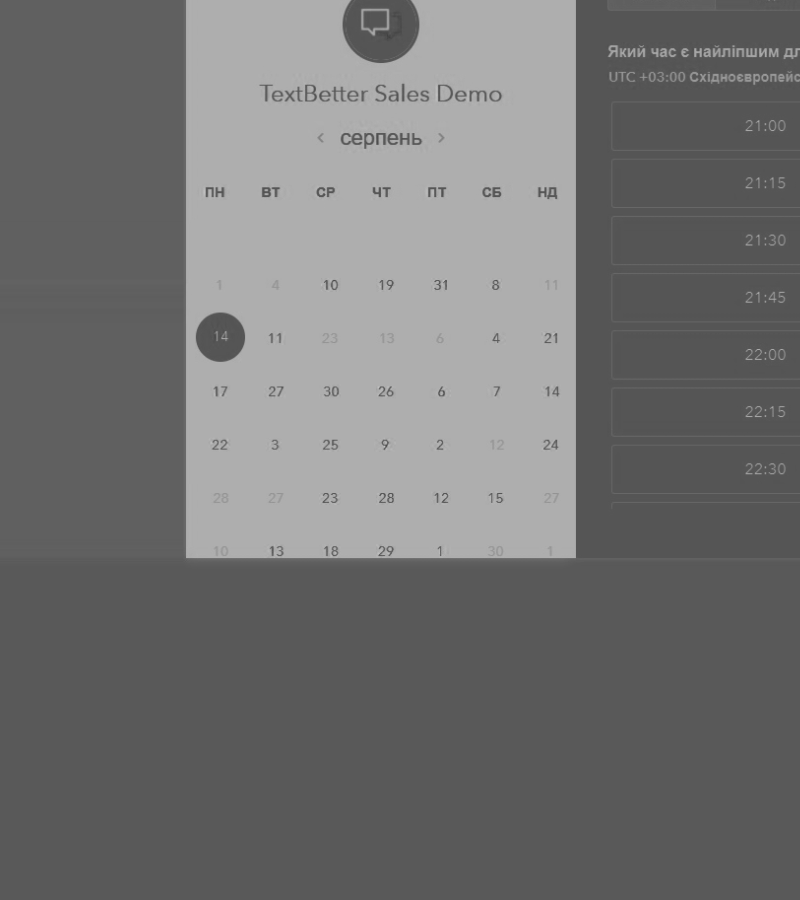 TextBetter Sales Demo
< серпень >
ПН ВТ СР ЧТ ПТ СБ НД
1 4 10 19 31 8 11
14 11 23 13 6 4 21
17 27 30 26 6 7 14
22 3 25 9 2 12 24
28 27 23 28 12 15 27
10 13 18 29 1 30 1
Який час є найліпшим
UTC +03:00
21:00
21:15
21:30
21:45
22:00
22:15
22:30